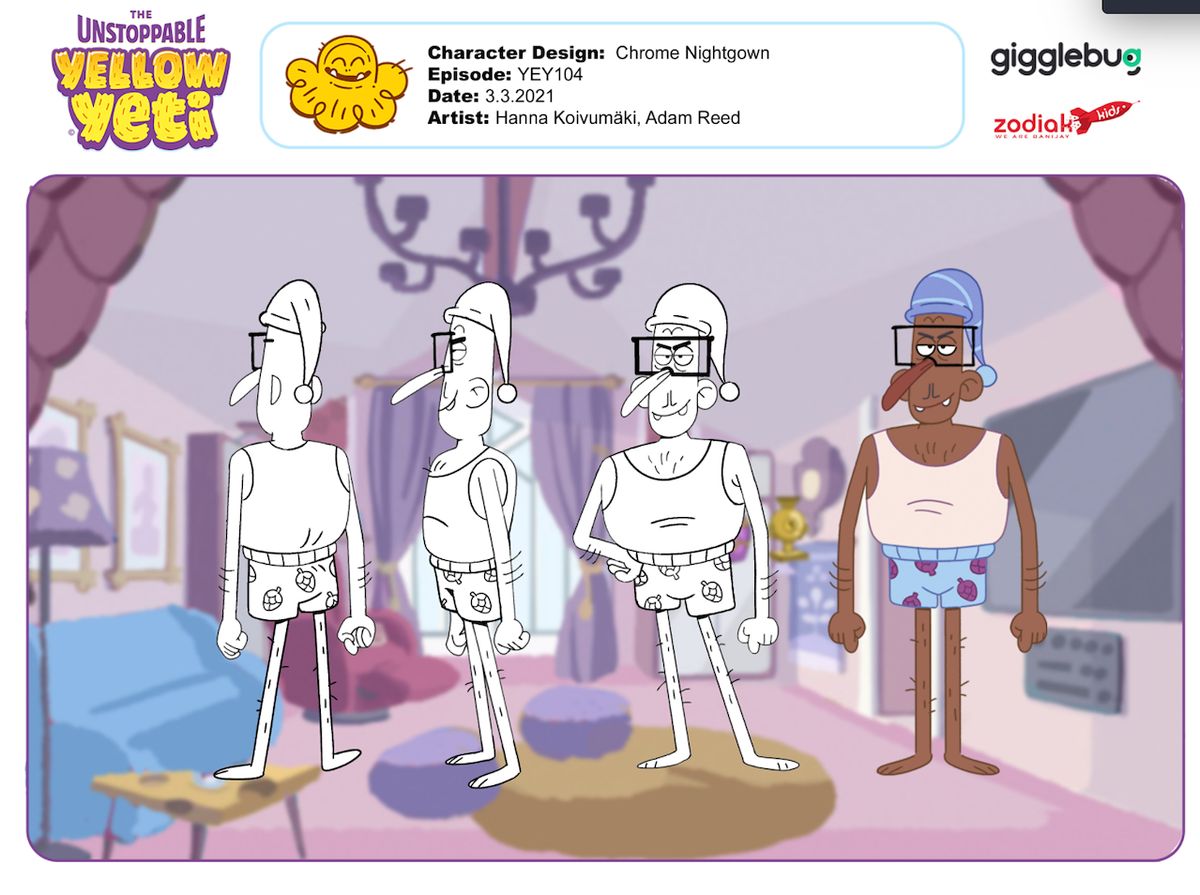 THE
UNSTOPPABLE
YELLOW
Yeti
©
Character Design: Chrome Nightgown
Episode: YEY104
Date: 3.3.2021
Artist: Hanna Koivumäki, Adam Reed
gigglebug
zodiak kids
WE ARE BANIJAY